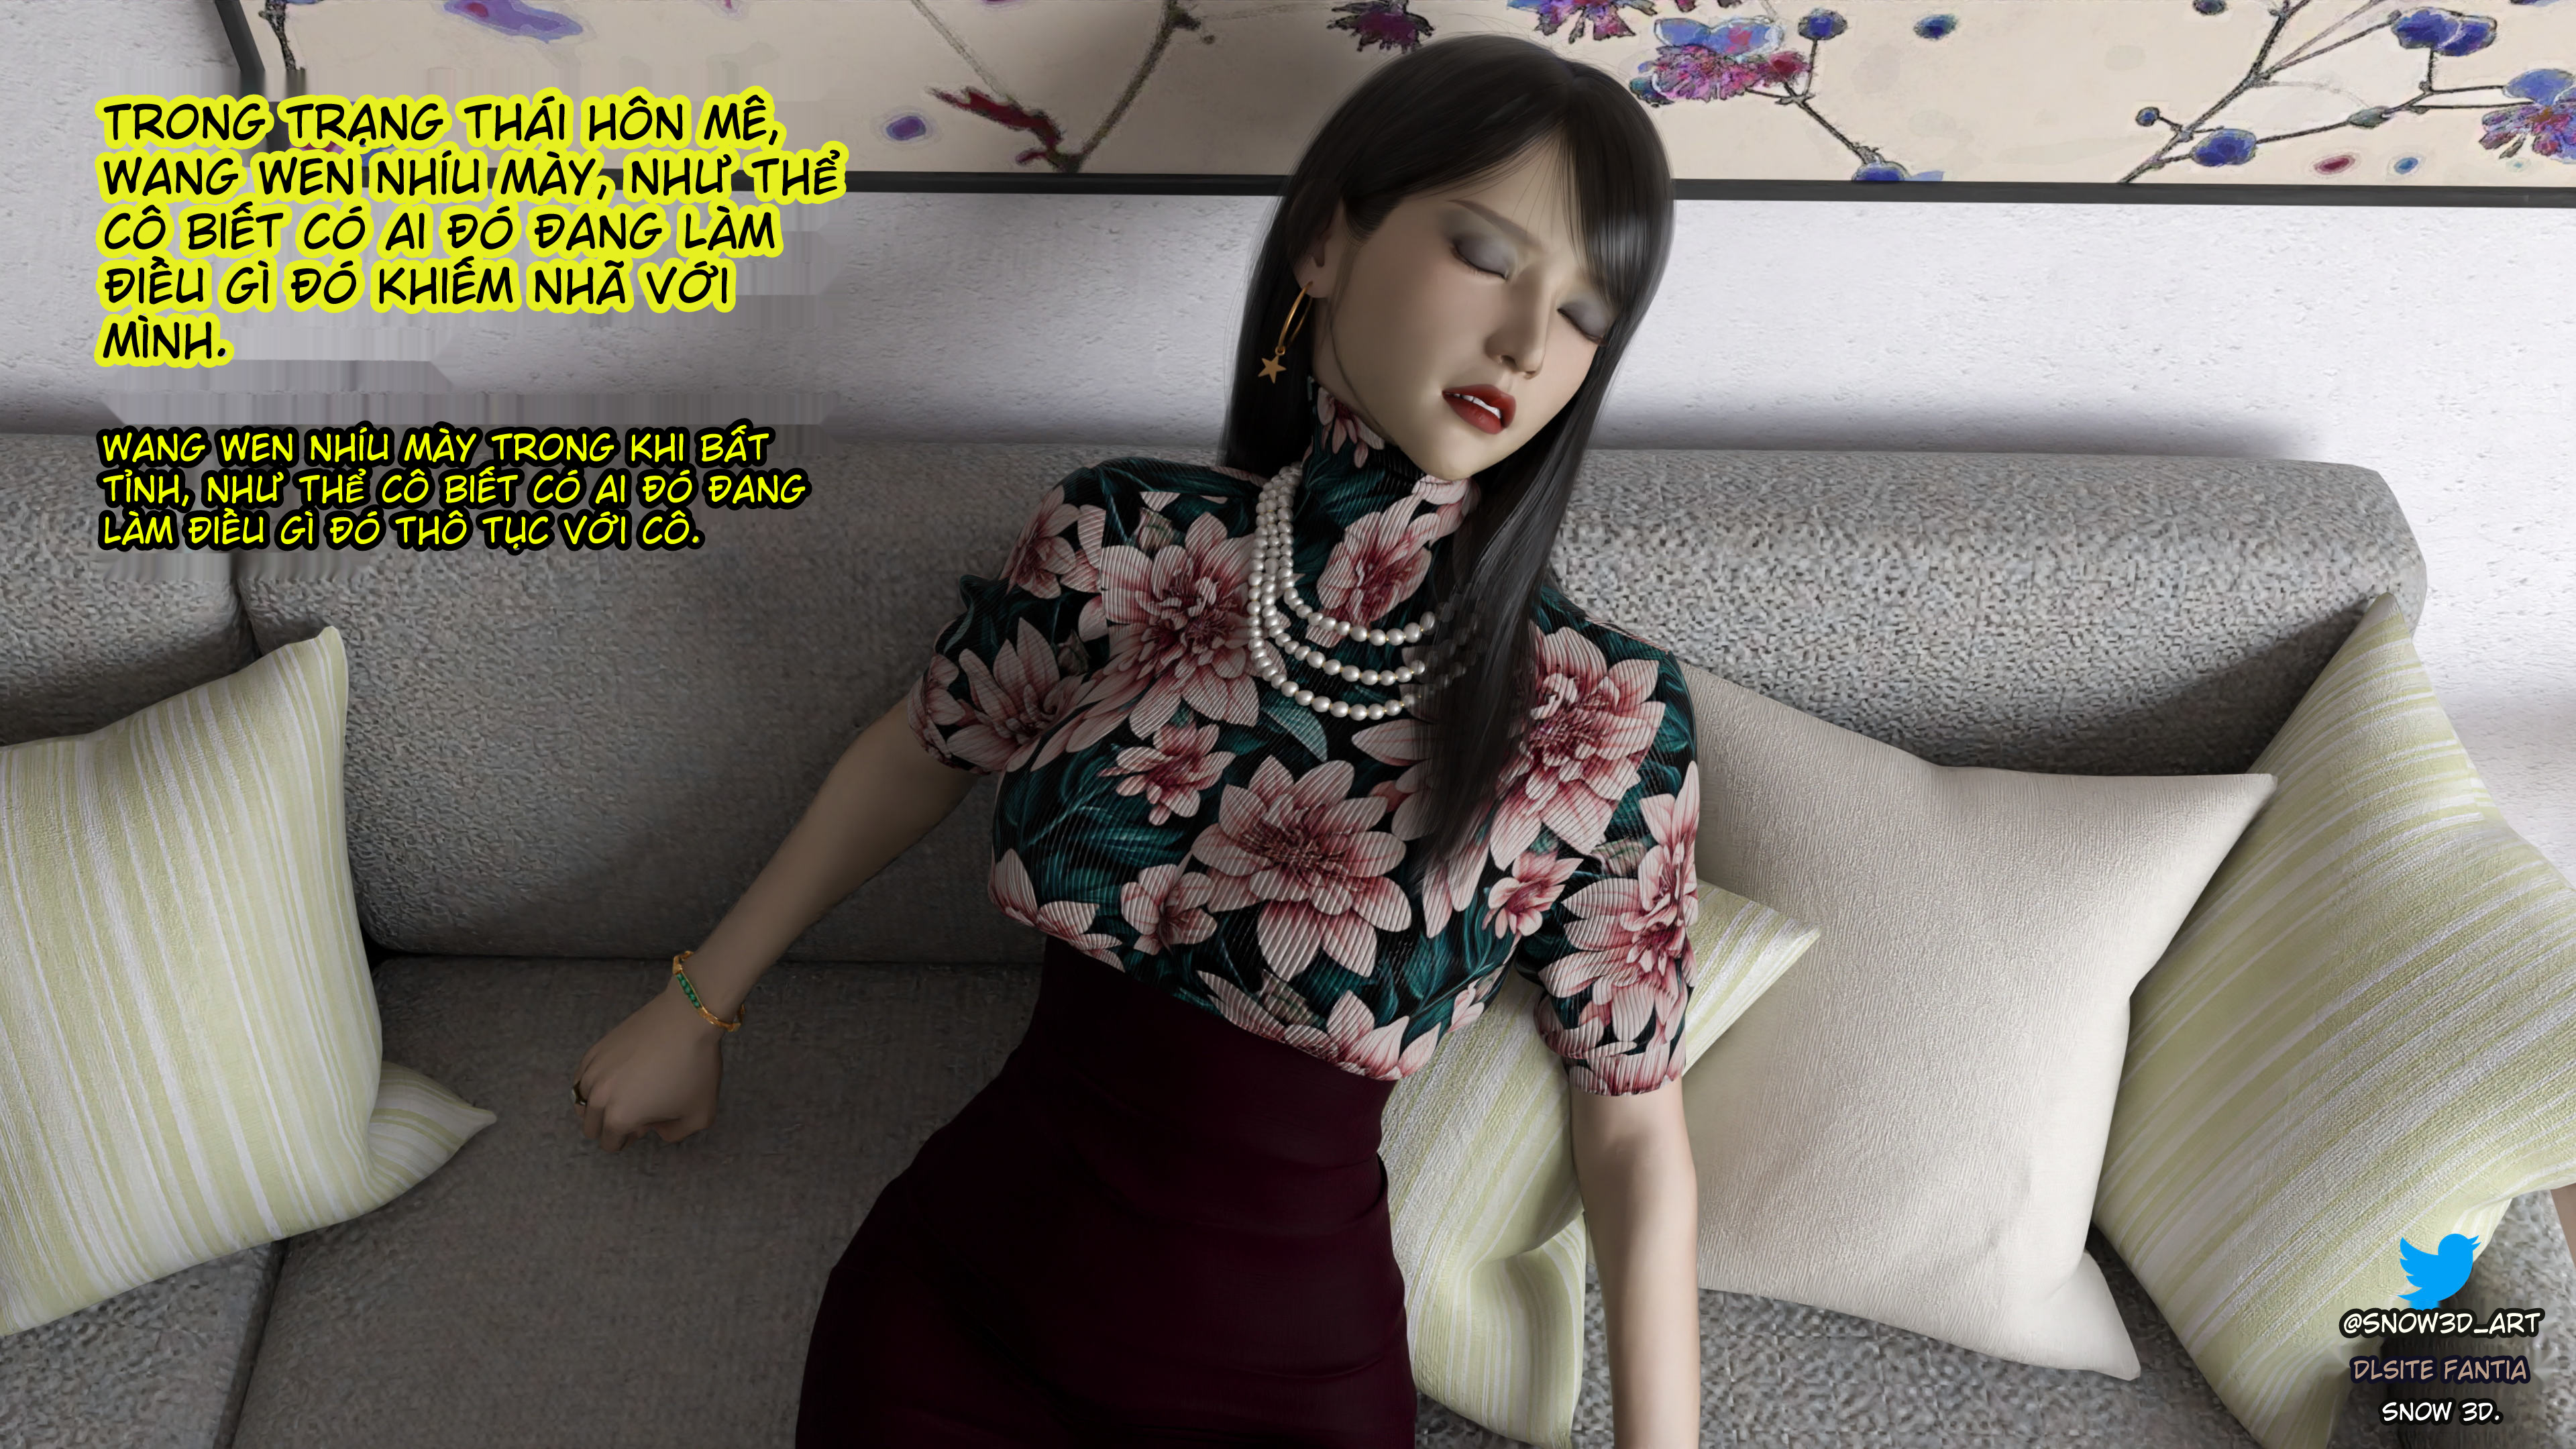 TRONG TRẠNG THÁI HÔN MÊ,
WANG WEN NHÍU MÀY, NHƯ THỂ
CÔ BIẾT CÓ AI ĐÓ ĐANG LÀM
ĐIỀU GÌ ĐÓ KHIẾM NHÃ VỚI
MÌNH.
WANG WEN NHÍU MÀY TRONG KHI BẤT
TỈNH, NHƯ THỂ CÔ BIẾT CÓ AI ĐÓ ĐANG
LÀM ĐIỀU GÌ ĐÓ THÔ TỤC VỚI CÔ.
@SNOW3D_ART
DLSITE FANTIA
SNOW 3D.